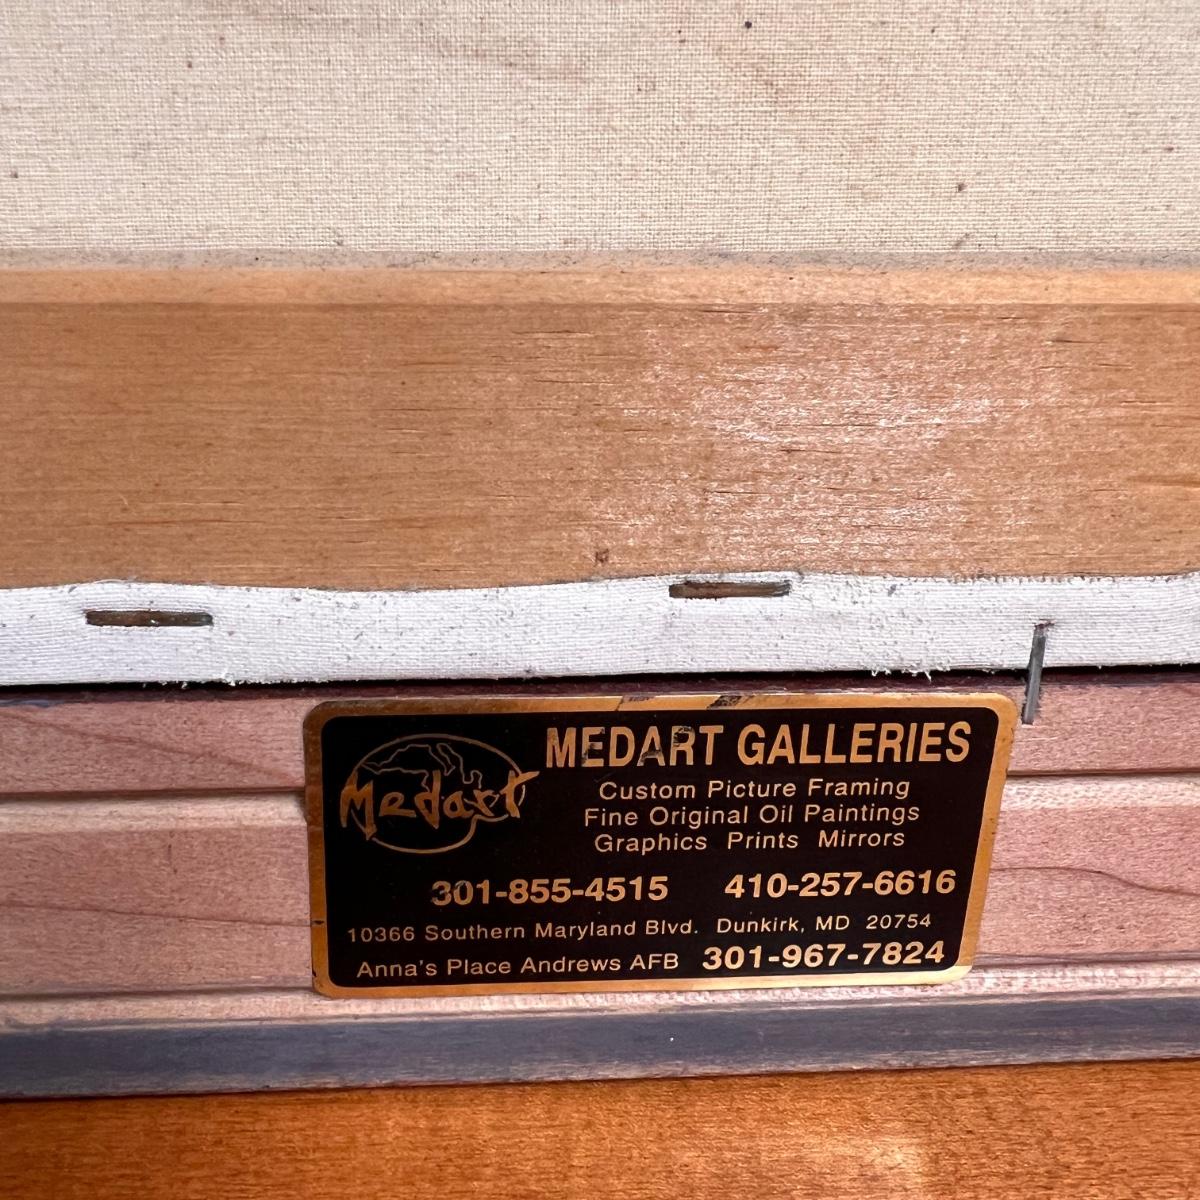 Medart
MEDART GALLERIES
Custom Picture Framing
Fine Original Oil Paintings
Graphics Prints Mirrors
301-855-4515 410-257-6616
10366 Southern Maryland Blvd. Dunkirk, MD 20754
Anna's Place Andrews AFB 301-967-7824